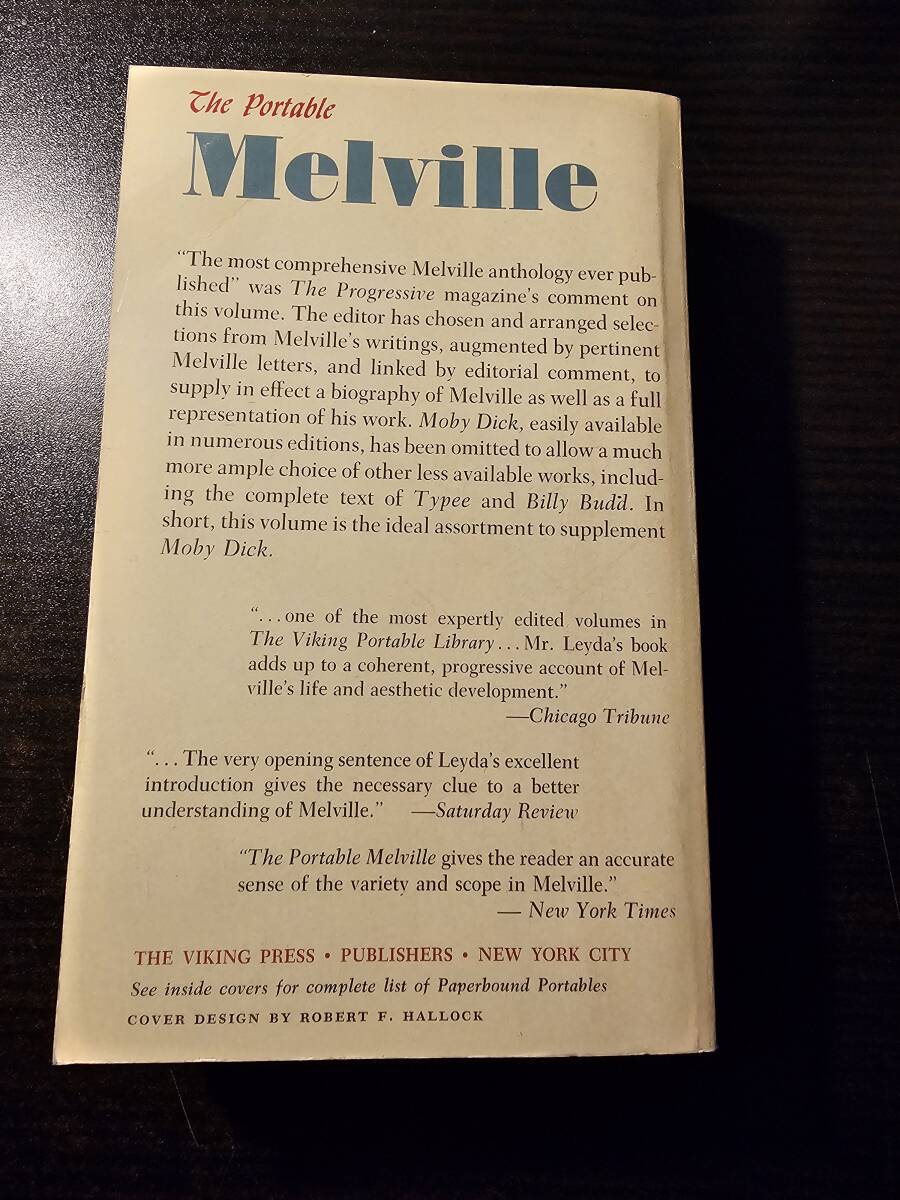 The Portable
Melville
“The most comprehensive Melville anthology ever pub-
lished” was The Progressive magazine’s comment on
this volume. The editor has chosen and arranged selec-
tions from Melville’s writings, augmented by pertinent
Melville letters, and linked by editorial comment, to
supply in effect a biography of Melville as well as a full
representation of his work. Moby Dick, easily available
in numerous editions, has been omitted to allow a much
more ample choice of other less available works, includ-
ing the complete text of Typee and Billy Budd. In
short, this volume is the ideal assortment to supplement
Moby Dick.
“...one of the most expertly edited volumes in
The Viking Portable Library... Mr. Leyda’s book
adds up to a coherent, progressive account of Mel-
ville’s life and aesthetic development.”
—Chicago Tribune
“... The very opening sentence of Leyda’s excellent
introduction gives the necessary clue to a better
understanding of Melville.” —Saturday Review
“The Portable Melville gives the reader an accurate
sense of the variety and scope in Melville.”
— New York Times
THE VIKING PRESS • PUBLISHERS • NEW YORK CITY
See inside covers for complete list of Paperbound Portables
COVER DESIGN BY ROBERT F. HALLOCK